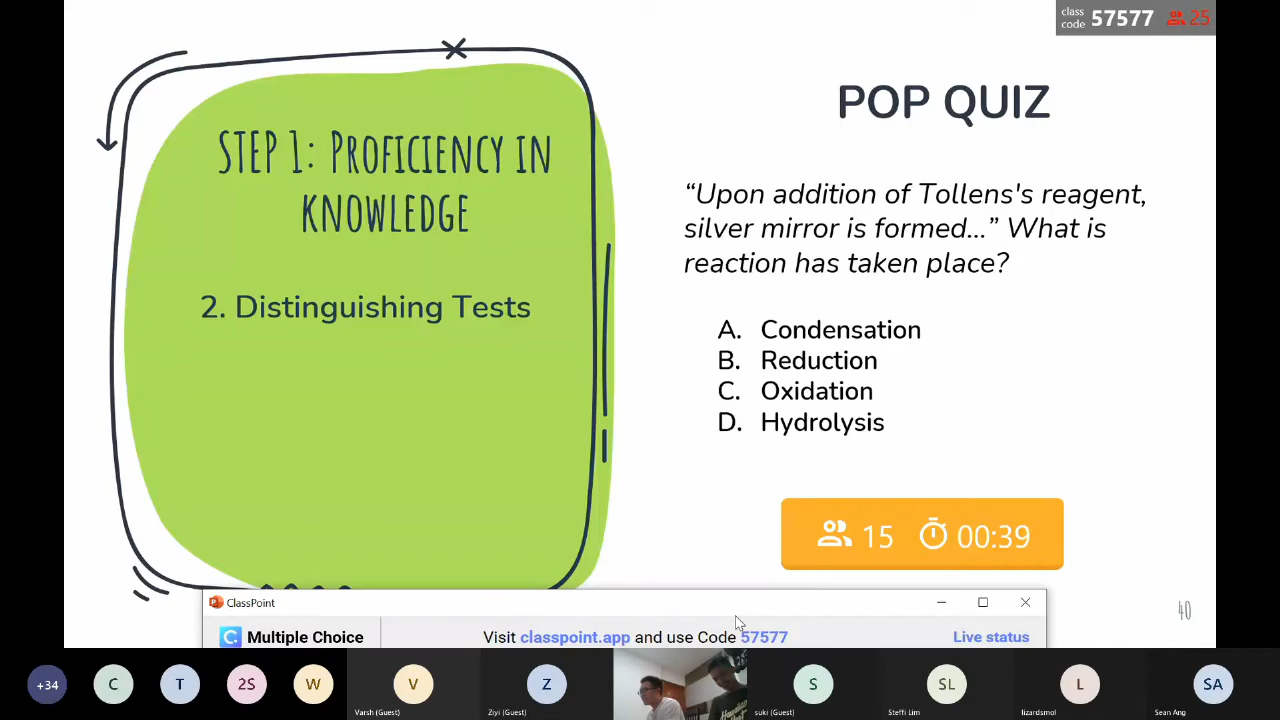 class
code 57577 25
STEP 1: PROFICIENCY IN
KNOWLEDGE
2. Distinguishing Tests
POP QUIZ
“Upon addition of Tollens's reagent,
silver mirror is formed...” What is
reaction has taken place?
A. Condensation
B. Reduction
C. Oxidation
D. Hydrolysis
15 00:39
40
ClassPoint
C. Multiple Choice
Visit classpoint.app and use Code 57577
Live status
+34
C
T
2S
W
V
Varsh (Guest)
Z
Ziyi (Guest)
S
suki (Guest)
SL
Steffi Lim
L
lizardsmol
SA
Sean Ang